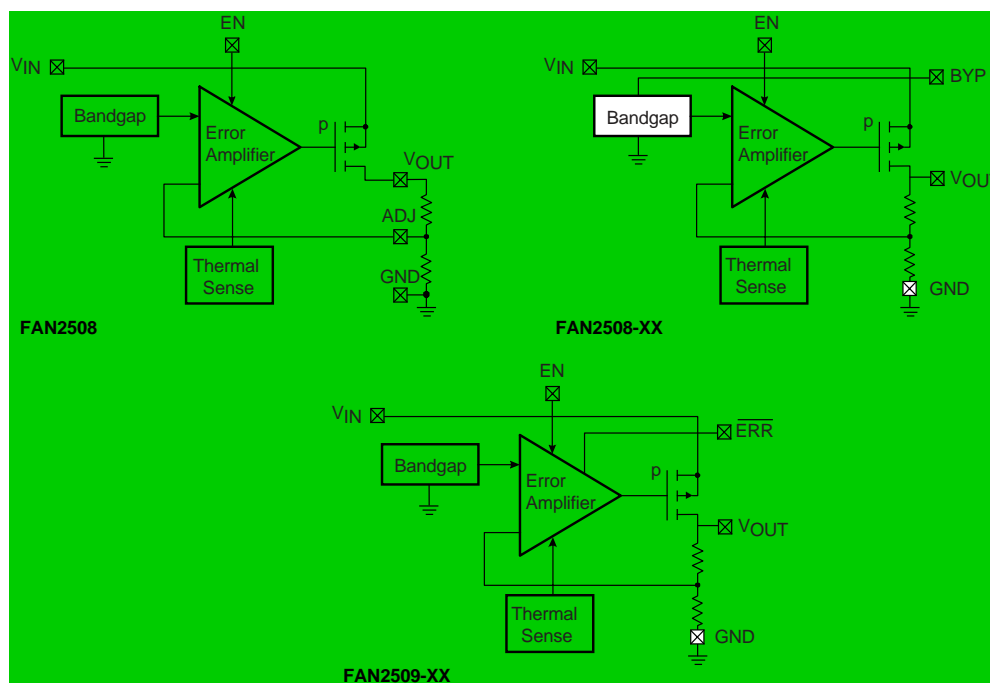 EN
VIN
Bandgap
Error
Amplifier
p
VOUT
ADJ
Thermal
Sense
GND
FAN2508
EN
VIN
BYP
Bandgap
Error
Amplifier
p
VOUT
Thermal
Sense
GND
FAN2508-XX
EN
VIN
ERR
Bandgap
Error
Amplifier
p
VOUT
Thermal
Sense
GND
FAN2509-XX